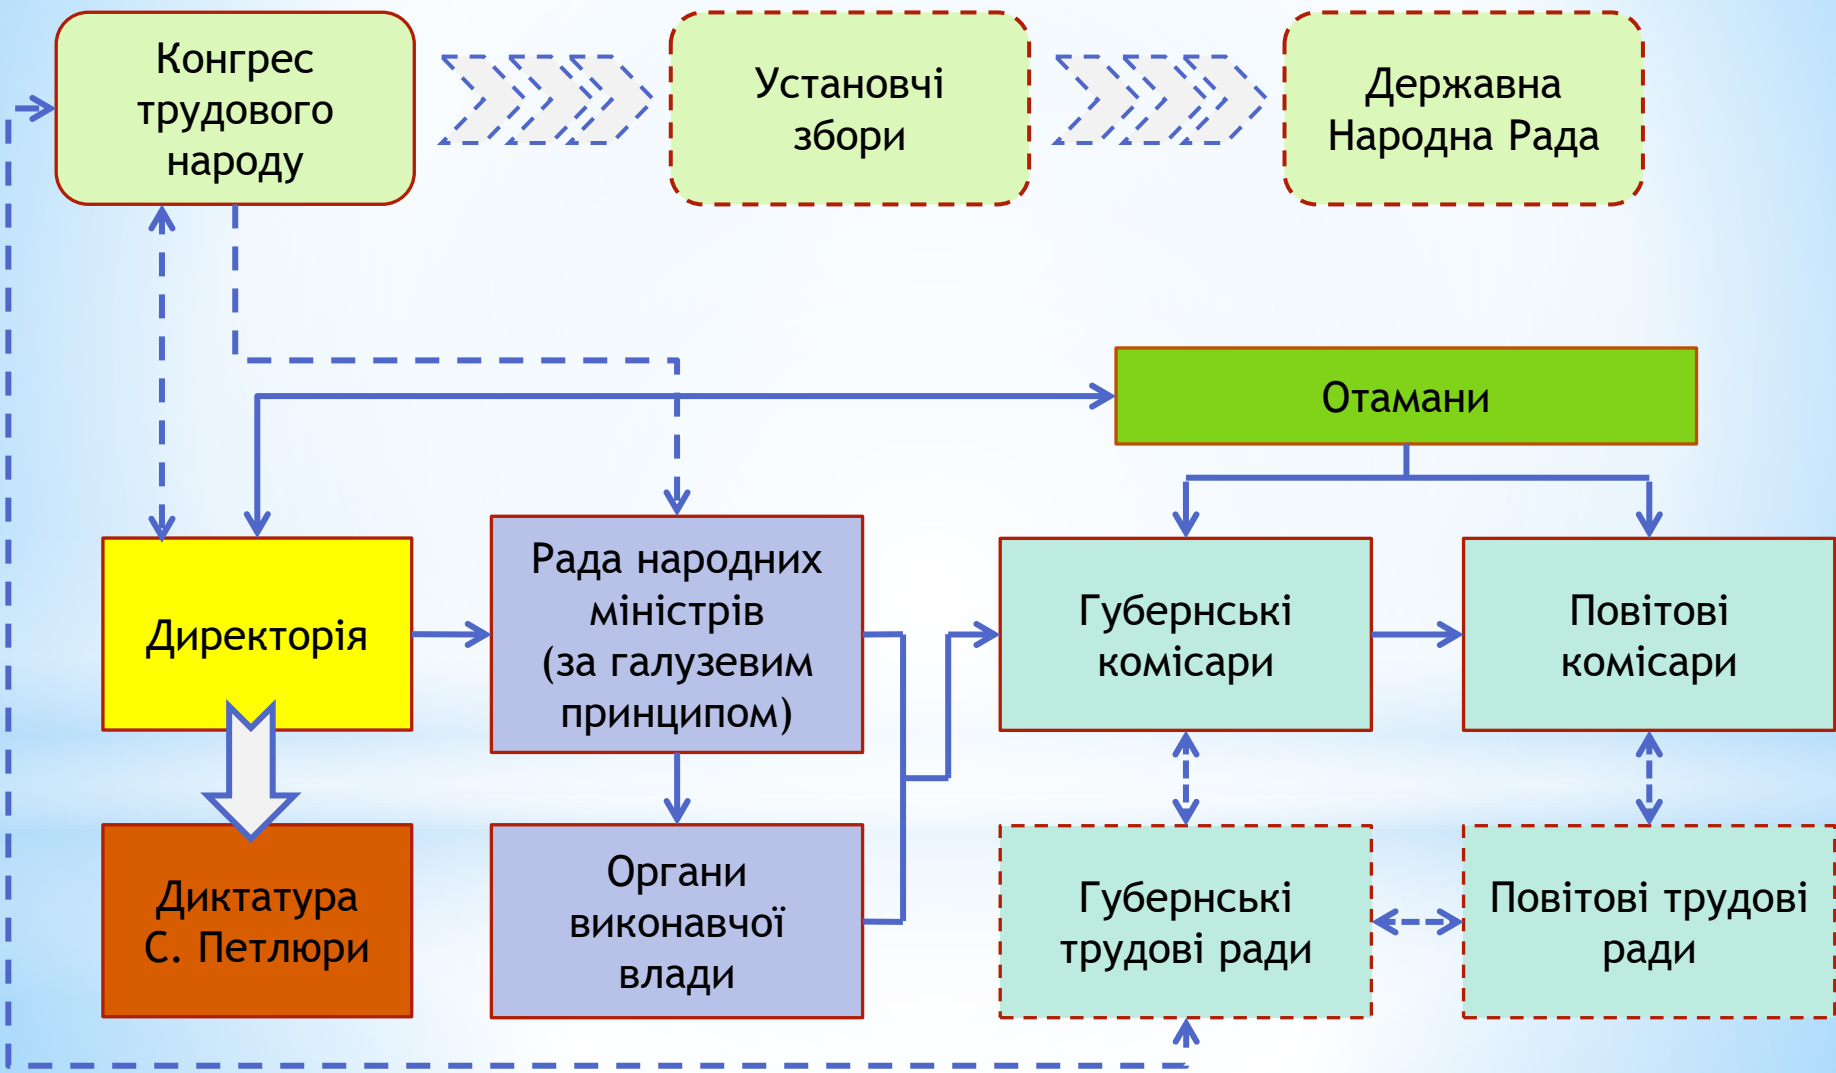 Конгрес
трудового
народу
Установчі
збори
Державна
Народна Рада
Отамани
Директорія
Рада народних
міністрів
(за галузевим
принципом)
Губернські
комісари
Повітові
комісари
Диктатура
С. Петлюри
Органи
виконавчої
влади
Губернські
трудові ради
Повітові трудові
ради